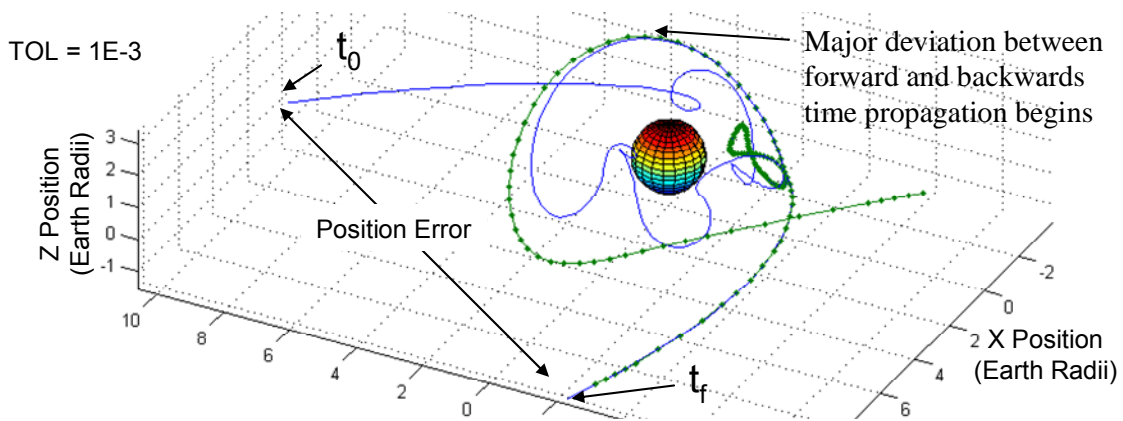 TOL = 1E-3
t0
Major deviation between
forward and backwards
time propagation begins
Z Position
(Earth Radii)
3
2
1
0
-1
Position Error
10
8
6
4
2
0
tf
-2
0
2
4
6
X Position
(Earth Radii)